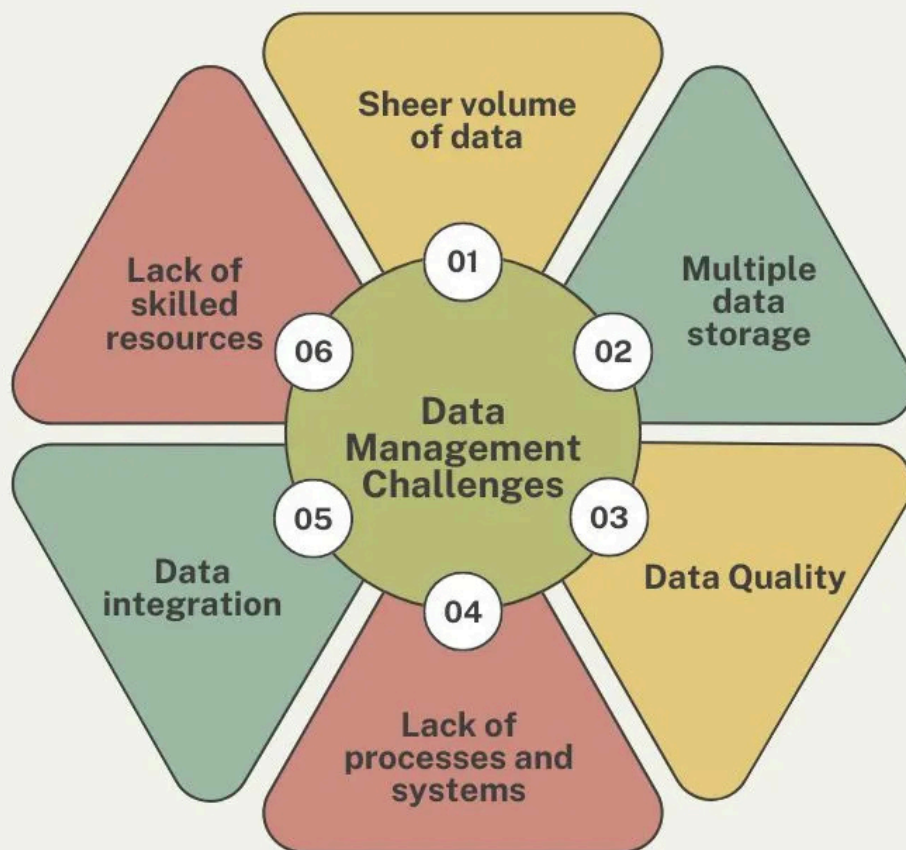 Sheer volume
of data
01
Multiple
data
storage
02
Data Quality
03
Lack of
processes and
systems
04
Data
integration
05
Lack of
skilled
resources
06
Data
Management
Challenges